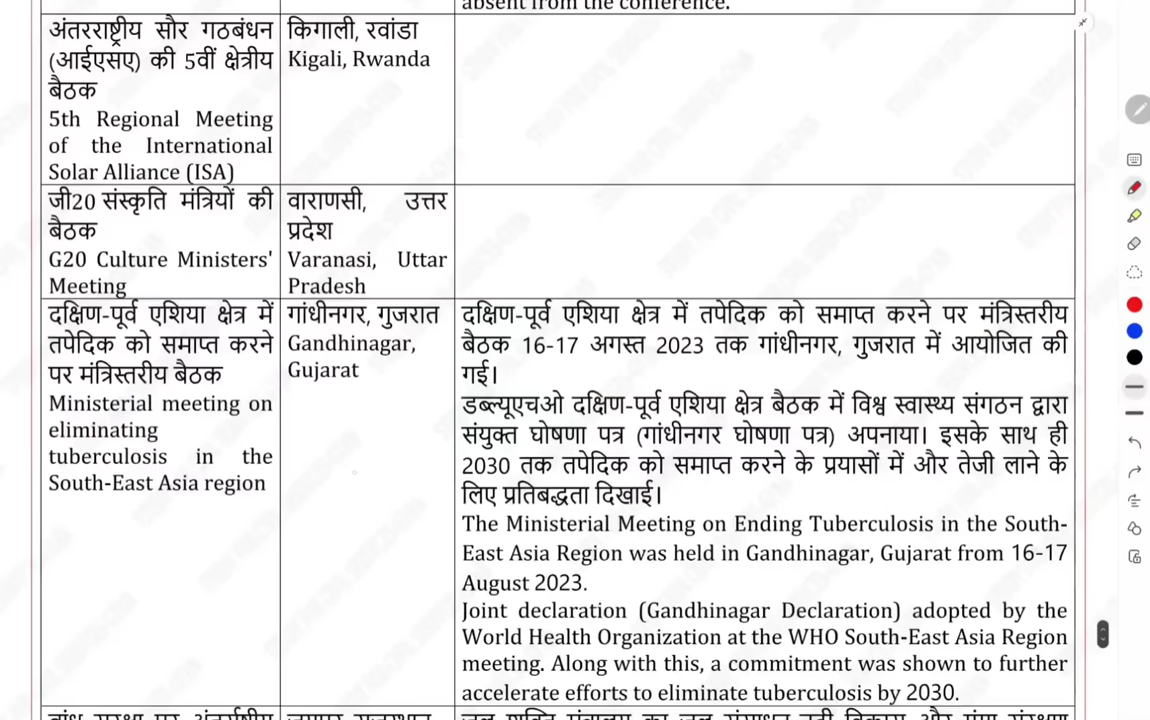 absent from the conference.
अंतरराष्ट्रीय सौर गठबंधन
(आईएसए) की 5वीं क्षेत्रीय
बैठक
5th Regional Meeting
of the International
Solar Alliance (ISA)
किगाली, रवांडा
Kigali, Rwanda
जी20 संस्कृति मंत्रियों की
बैठक
G20 Culture Ministers'
Meeting
वाराणसी, उत्तर
प्रदेश
Varanasi, Uttar
Pradesh
दक्षिण-पूर्व एशिया क्षेत्र में
तपेदिक को समाप्त करने
पर मंत्रिस्तरीय बैठक
Ministerial meeting on
eliminating
tuberculosis in the
South-East Asia region
गांधीनगर, गुजरात
Gandhinagar,
Gujarat
दक्षिण-पूर्व एशिया क्षेत्र में तपेदिक को समाप्त करने पर मंत्रिस्तरीय
बैठक 16-17 अगस्त 2023 तक गांधीनगर, गुजरात में आयोजित की
गई।
डब्ल्यूएचओ दक्षिण-पूर्व एशिया क्षेत्र बैठक में विश्व स्वास्थ्य संगठन द्वारा
संयुक्त घोषणा पत्र (गांधीनगर घोषणा पत्र) अपनाया। इसके साथ ही
2030 तक तपेदिक को समाप्त करने के प्रयासों में और तेजी लाने के
लिए प्रतिबद्धता दिखाई।
The Ministerial Meeting on Ending Tuberculosis in the South-
East Asia Region was held in Gandhinagar, Gujarat from 16-17
August 2023.
Joint declaration (Gandhinagar Declaration) adopted by the
World Health Organization at the WHO South-East Asia Region
meeting. Along with this, a commitment was shown to further
accelerate efforts to eliminate tuberculosis by 2030.